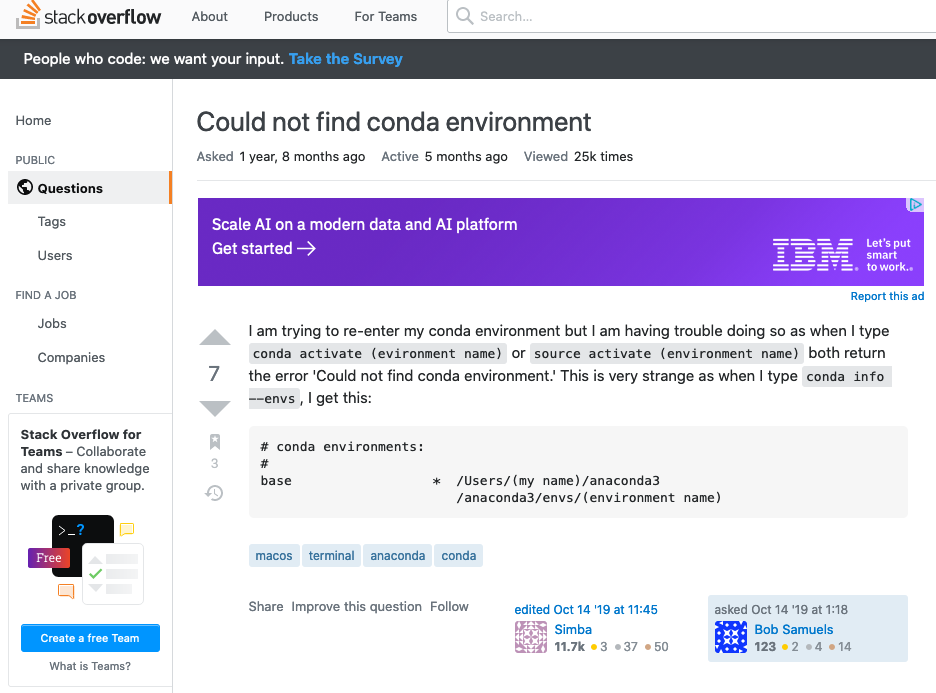 stack overflow About Products For Teams Search...
People who code: we want your input. Take the Survey
Home
PUBLIC
Questions
Tags
Users
FIND A JOB
Jobs
Companies
TEAMS
Stack Overflow for
Teams – Collaborate
and share knowledge
with a private group.
>_?
Free
Create a free Team
What is Teams?
Could not find conda environment
Asked 1 year, 8 months ago Active 5 months ago Viewed 25k times
Scale AI on a modern data and AI platform
Get started →
IBM.
Let's put
smart
to work..
Report this ad
7
3
I am trying to re-enter my conda environment but I am having trouble doing so as when I type
conda activate (evironment name) or source activate (environment name) both return
the error 'Could not find conda environment.' This is very strange as when I type conda info
--envs , I get this:
# conda environments:
#
base * /Users/(my name)/anaconda3
/anaconda3/envs/(environment name)
macos terminal anaconda conda
Share Improve this question Follow
edited Oct 14 '19 at 11:45
Simba
11.7k 3 37 50
asked Oct 14 '19 at 1:18
Bob Samuels
123 2 4 14